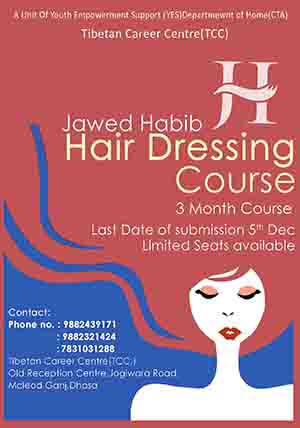 A Unit Of Youth Empowerment Support (YES)Departmewnt of Home(CTA)
Tibetan Career Centre(TCC)
H
Jawed Habib
Hair Dressing
Course
3 Month Course
Last Date of submission 5th Dec
Limited Seats available
Contact:
Phone no. : 9882439171
: 9882321424
:7831031288
Tibetan Career Centre(TCC,)
Old Reception Centre,Jogiwara Road
Mcleod Ganj,Dhasa